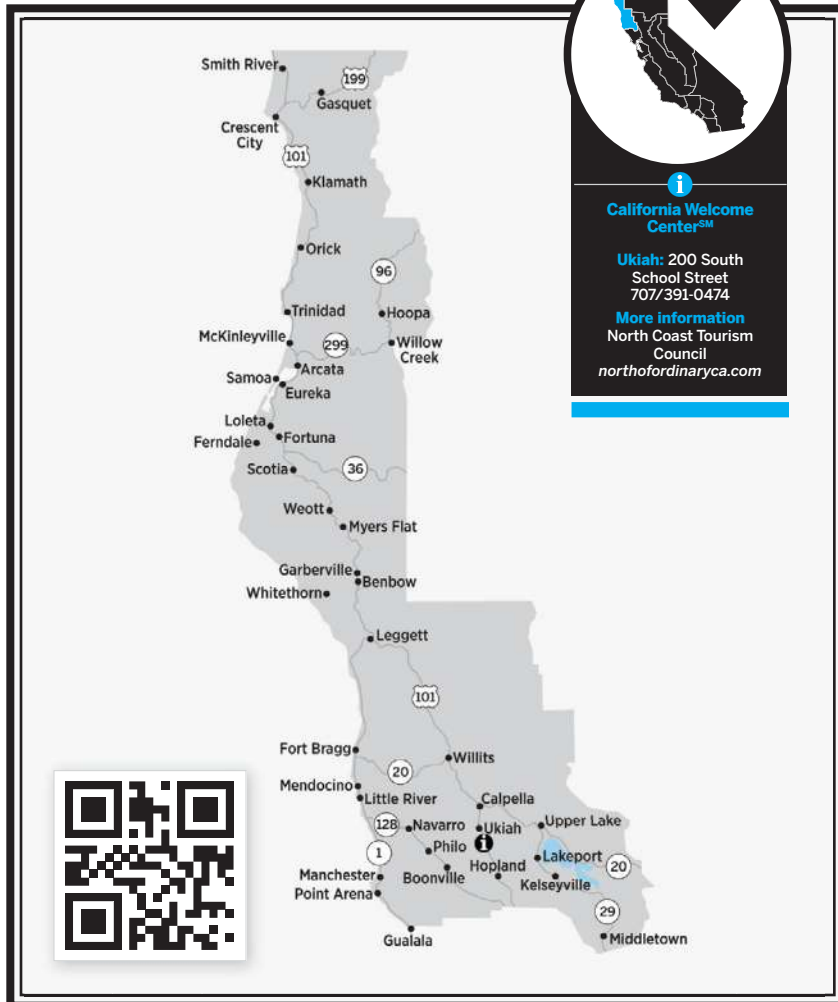 Smith River
199
Gasquet
Crescent
City
101
Klamath
Orick
96
Trinidad
Hoopa
McKinleyville
299
Willow
Creek
Arcata
Samoa
Eureka
Loleta
Fortuna
Ferndale
Scotia
36
Weott
Myers Flat
Garberville
Benbow
Whitethorn
Leggett
101
Fort Bragg
Willits
20
Mendocino
Little River
Calpella
128
Navarro
Ukiah
Upper Lake
i
1
Philo
Lakeport
Hopland
20
Manchester
Boonville
Kelseyville
Point Arena
29
Gualala
Middletown
i
California Welcome
Center℠
Ukiah: 200 South
School Street
707/391-0474
More information
North Coast Tourism
Council
northofordinaryca.com